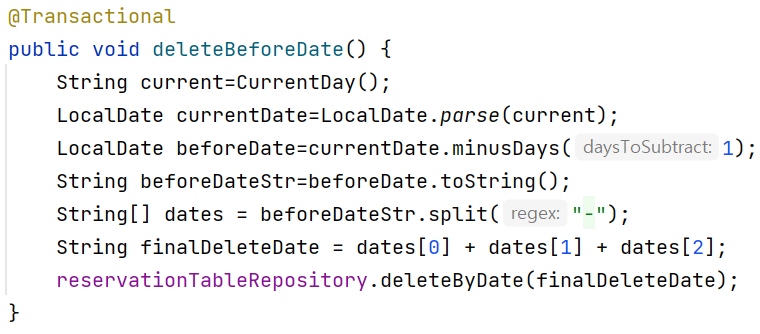 @Transactional
public void deleteBeforeDate() {
    String current=CurrentDay();
    LocalDate currentDate=LocalDate.parse(current);
    LocalDate beforeDate=currentDate.minusDays( daysToSubtract: 1);
    String beforeDateStr=beforeDate.toString();
    String[] dates = beforeDateStr.split( regex: "-");
    String finalDeleteDate = dates[0] + dates[1] + dates[2];
    reservationTableRepository.deleteByDate(finalDeleteDate);
}